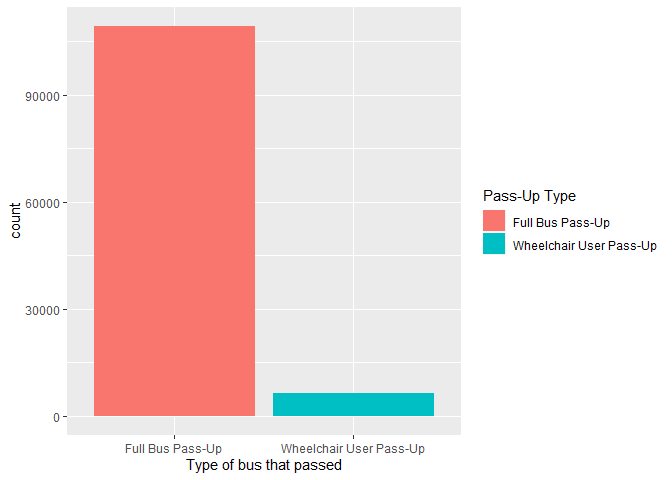 count
90000
60000
30000
0
Full Bus Pass-Up
Wheelchair User Pass-Up
Type of bus that passed
Pass-Up Type
Full Bus Pass-Up
Wheelchair User Pass-Up